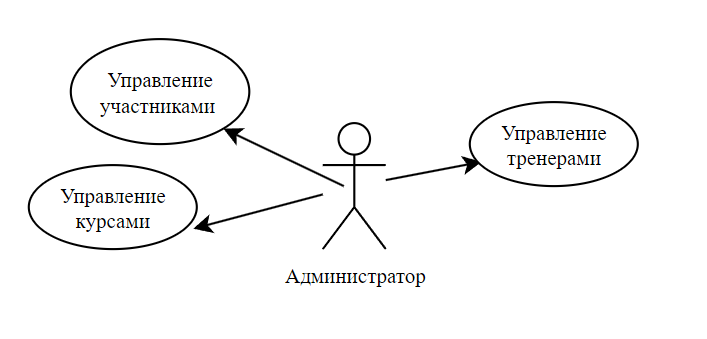 Управление
участниками
Управление
тренерами
Управление
курсами
Администратор